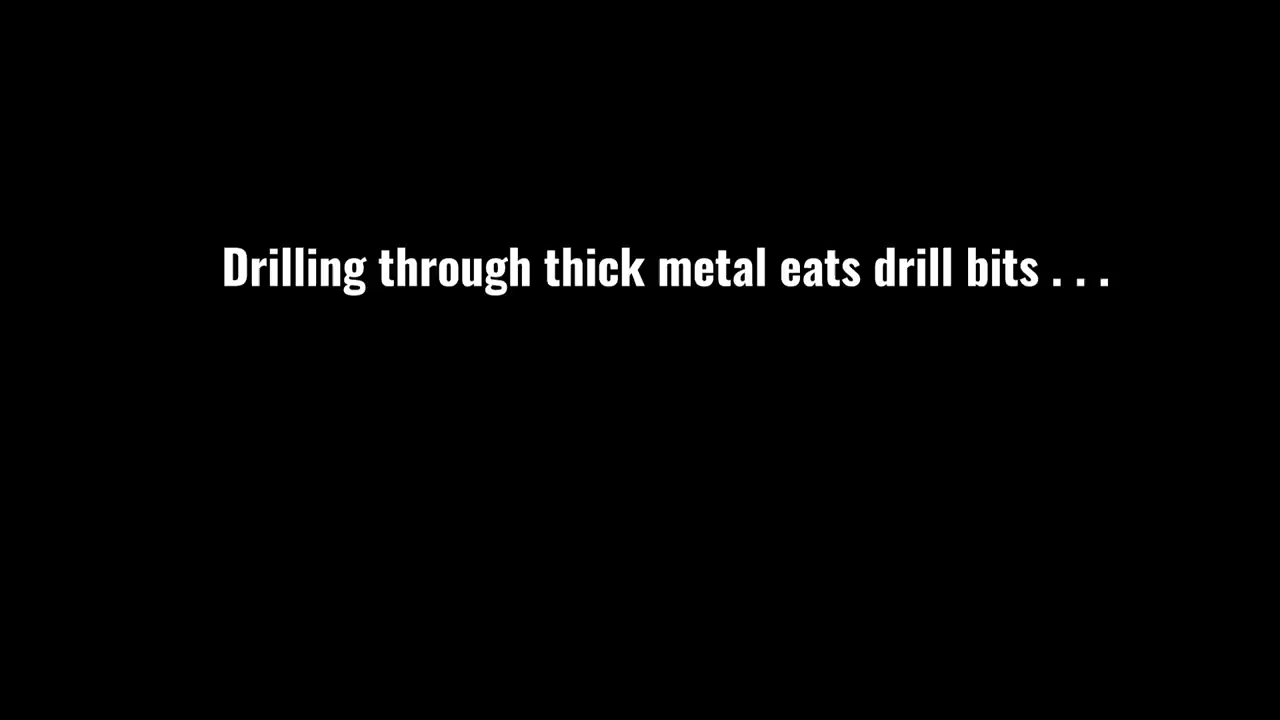 Drilling through thick metal eats drill bits . . .